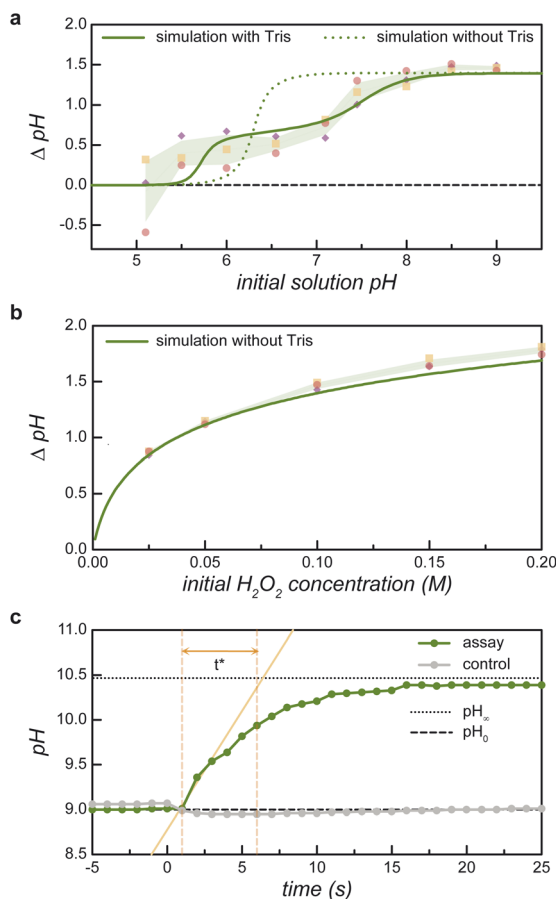 a
simulation with Tris
simulation without Tris
2.0
1.5
1.0
0.5
0.0
-0.5
Δ pH
5 6 7 8 9
initial solution pH
b
simulation without Tris
2.0
1.5
1.0
0.5
0.0
Δ pH
0.00 0.05 0.10 0.15 0.20
initial H₂O₂ concentration (M)
c
11.0
10.5
10.0
9.5
9.0
8.5
pH
t*
assay
control
pH∞
pH₀
-5 0 5 10 15 20 25
time (s)